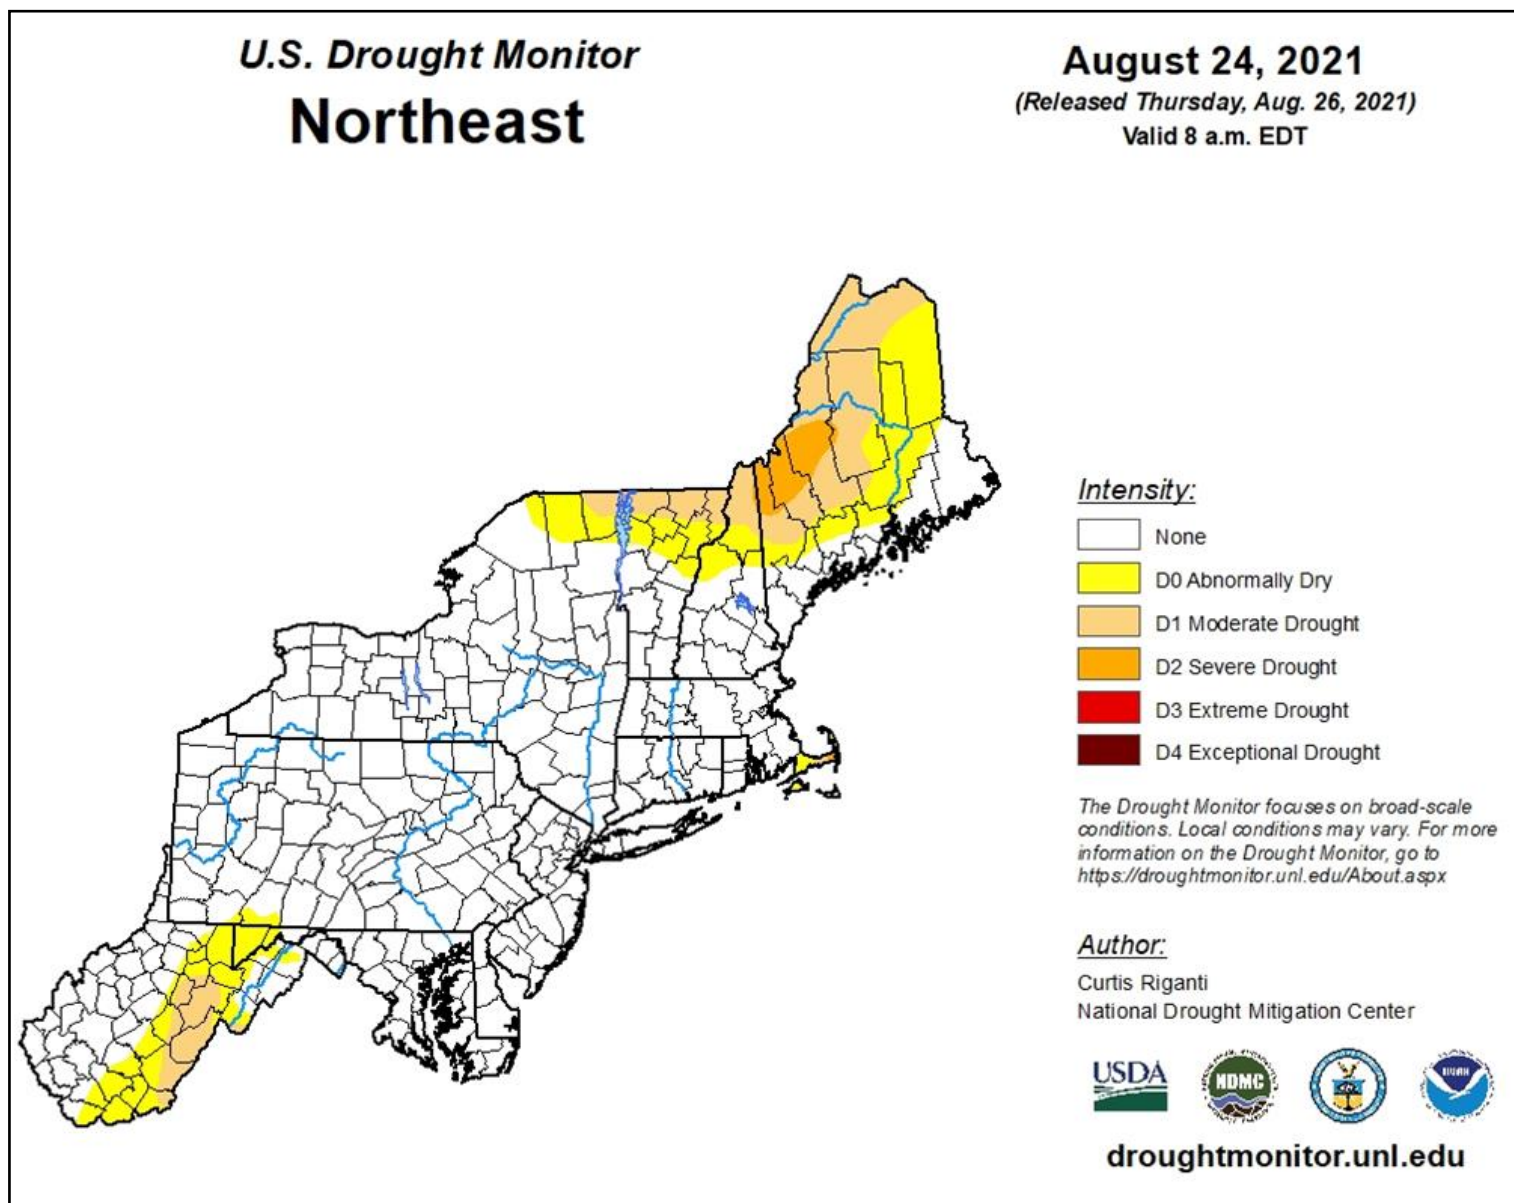 U.S. Drought Monitor
Northeast
August 24, 2021
(Released Thursday, Aug. 26, 2021)
Valid 8 a.m. EDT
Intensity:
None
D0 Abnormally Dry
D1 Moderate Drought
D2 Severe Drought
D3 Extreme Drought
D4 Exceptional Drought
The Drought Monitor focuses on broad-scale
conditions. Local conditions may vary. For more
information on the Drought Monitor, go to
https://droughtmonitor.unl.edu/About.aspx
Author:
Curtis Riganti
National Drought Mitigation Center
USDA
NDMC
droughtmonitor.unl.edu